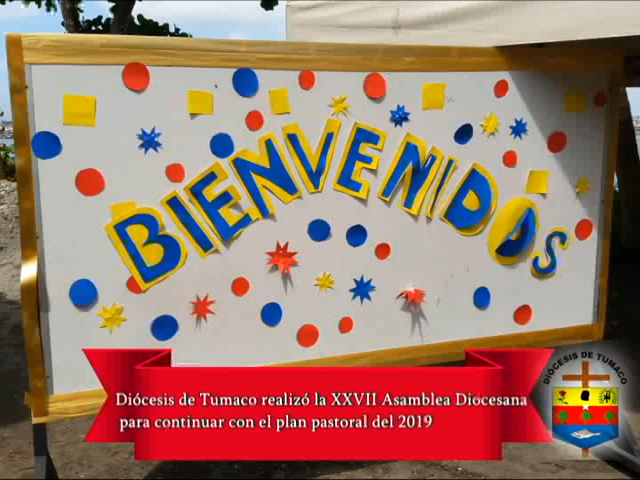 BIENVENIDOS
Diócesis de Tumaco realizó la XXVII Asamblea Diocesana
para continuar con el plan pastoral del 2019
DIÓCESIS DE TUMACO